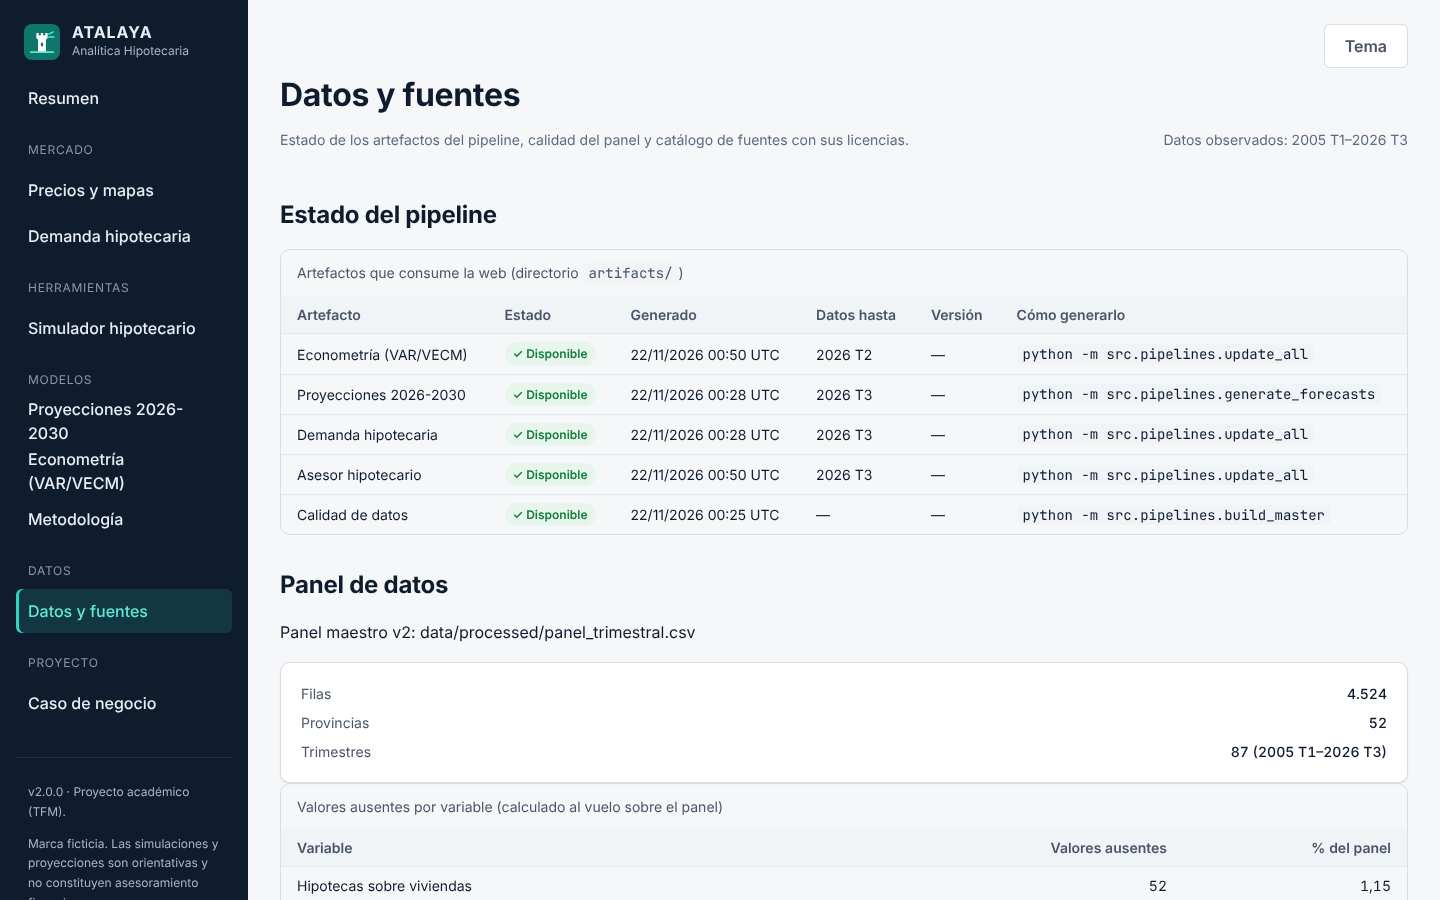 ATALAYA
Analítica Hipotecaria
Resumen
MERCADO
Precios y mapas
Demanda hipotecaria
HERRAMIENTAS
Simulador hipotecario
MODELOS
Proyecciones 2026-
2030
Econometría
(VAR/VECM)
Metodología
DATOS
Datos y fuentes
PROYECTO
Caso de negocio
v2.0.0 · Proyecto académico
(TFM).
Marca ficticia. Las simulaciones y
proyecciones son orientativas y
no constituyen asesoramiento
Tema
Datos y fuentes
Estado de los artefactos del pipeline, calidad del panel y catálogo de fuentes con sus licencias.
Datos observados: 2005 T1–2026 T3
Estado del pipeline
Artefactos que consume la web (directorio artifacts/ )
Artefacto Estado Generado Datos hasta Versión Cómo generarlo
Econometría (VAR/VECM) ✓ Disponible 22/11/2026 00:50 UTC 2026 T2 — python -m src.pipelines.update_all
Proyecciones 2026-2030 ✓ Disponible 22/11/2026 00:28 UTC 2026 T3 — python -m src.pipelines.generate_forecasts
Demanda hipotecaria ✓ Disponible 22/11/2026 00:28 UTC 2026 T3 — python -m src.pipelines.update_all
Asesor hipotecario ✓ Disponible 22/11/2026 00:50 UTC 2026 T3 — python -m src.pipelines.update_all
Calidad de datos ✓ Disponible 22/11/2026 00:25 UTC — — python -m src.pipelines.build_master
Panel de datos
Panel maestro v2: data/processed/panel_trimestral.csv
Filas 4.524
Provincias 52
Trimestres 87 (2005 T1–2026 T3)
Valores ausentes por variable (calculado al vuelo sobre el panel)
Variable Valores ausentes % del panel
Hipotecas sobre viviendas 52 1,15